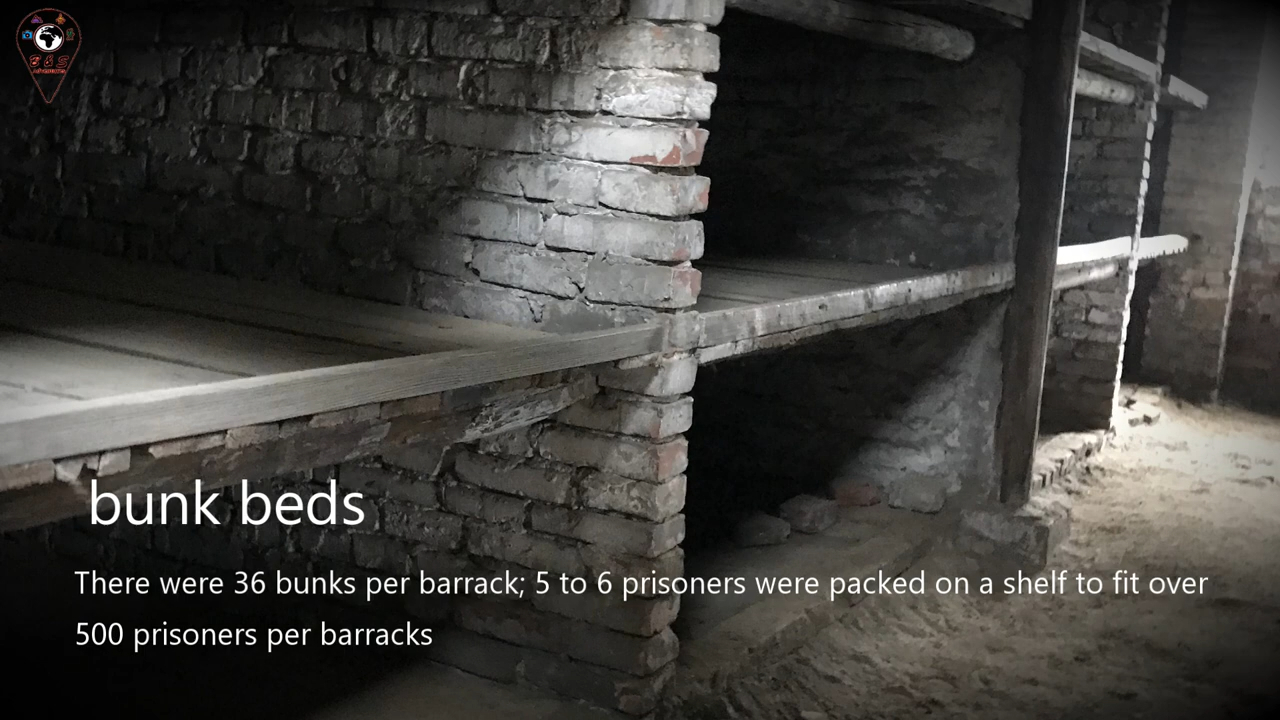 B & S
ADVENTURES
bunk beds
There were 36 bunks per barrack; 5 to 6 prisoners were packed on a shelf to fit over
500 prisoners per barracks